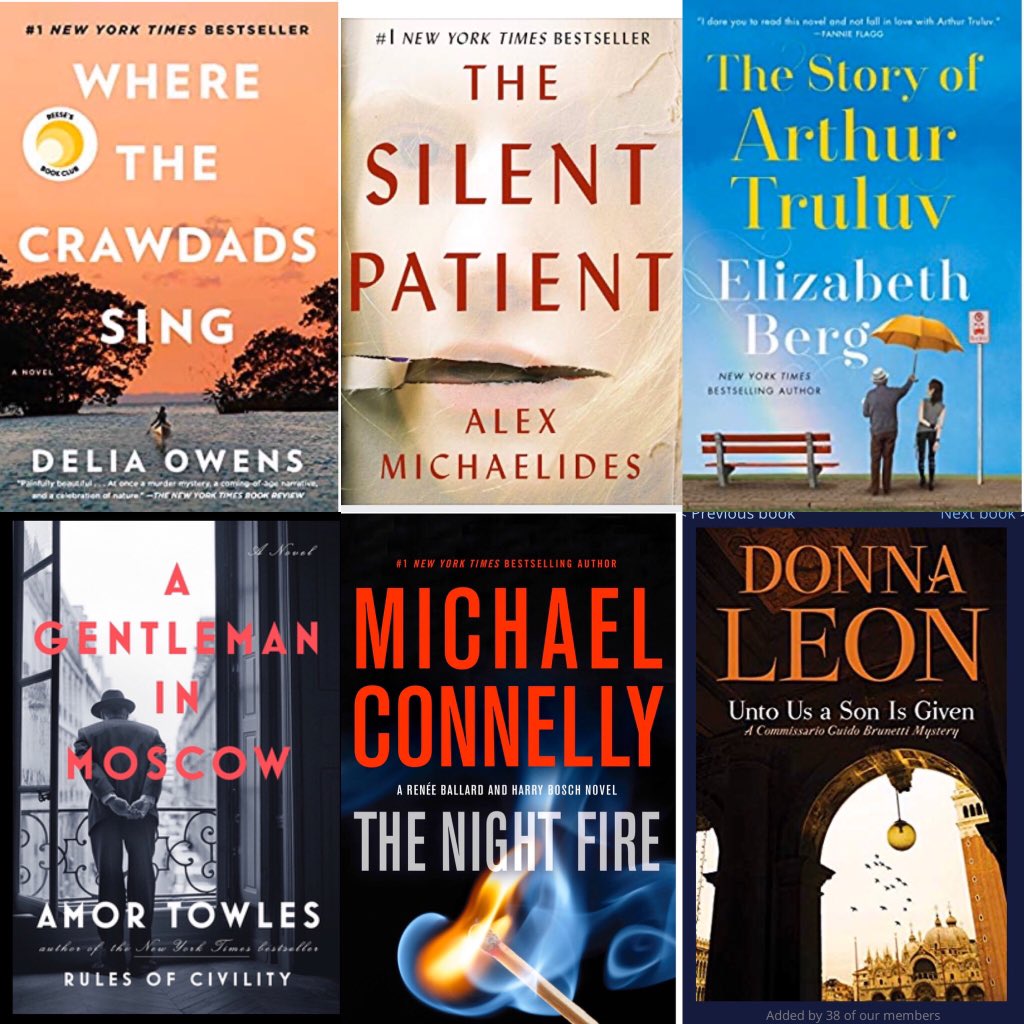 #1 NEW YORK TIMES BESTSELLER
WHERE
THE
CRAWDADS
SING
REESE'S
BOOK CLUB
A NOVEL
DELIA OWENS
"Painfully beautiful . . . . At once a murder mystery, a coming-of-age narrative,
and a celebration of nature." —THE NEW YORK TIMES BOOK REVIEW
#1 NEW YORK TIMES BESTSELLER
THE
SILENT
PATIENT
ALEX
MICHAELIDES
"I dare you to read this novel and not fall in love with Arthur Truluv."
—FANNIE FLAGG
The Story of
Arthur
Truluv
Elizabeth
Berg
NEW YORK TIMES
BESTSELLING AUTHOR
A Novel
A
GENTLEMAN
IN
MOSCOW
AMOR TOWLES
author of the New York Times bestseller
RULES OF CIVILITY
#1 NEW YORK TIMES BESTSELLING AUTHOR
MICHAEL
CONNELLY
A RENÉE BALLARD AND HARRY BOSCH NOVEL
THE NIGHT FIRE
< Previous book
Next book >
DONNA
LEON
Unto Us a Son Is Given
A Commissario Guido Brunetti Mystery
Added by 38 of our members